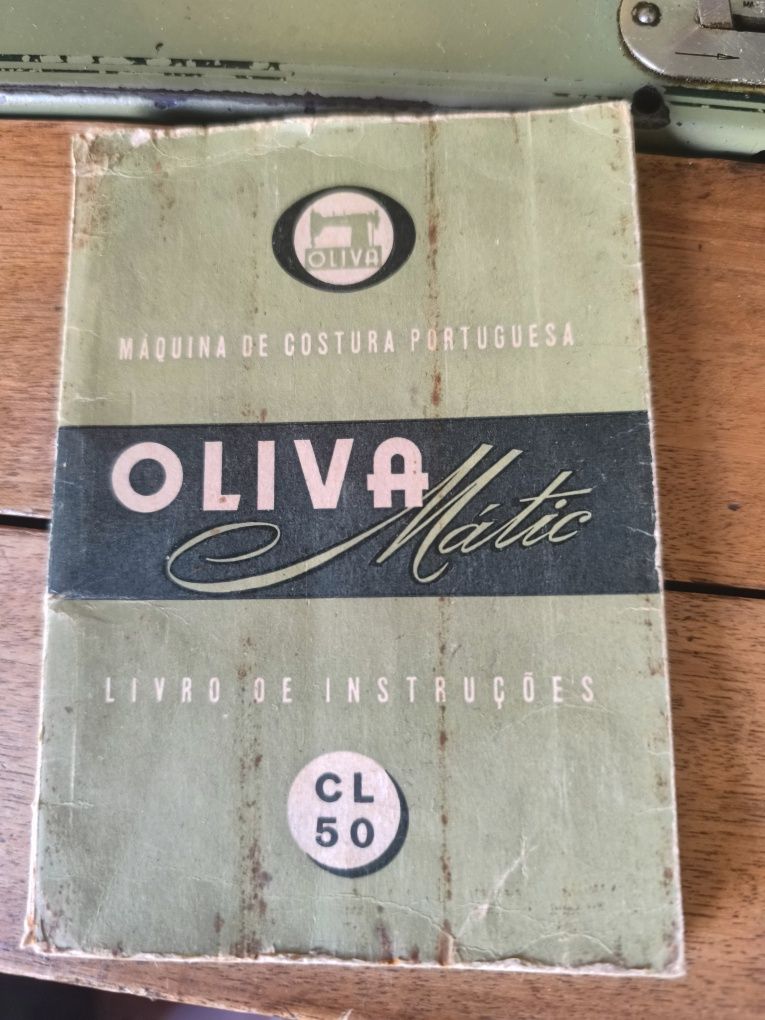 OLIVA
MÁQUINA DE COSTURA PORTUGUESA
OLIVA
Mátic
LIVRO DE INSTRUÇÕES
CL
50